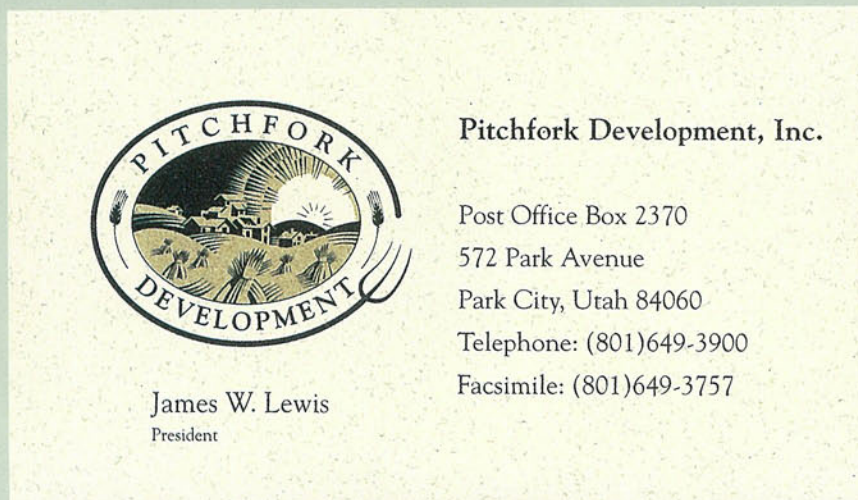 PITCHFORK
DEVELOPMENT
James W. Lewis
President
Pitchfork Development, Inc.
Post Office Box 2370
572 Park Avenue
Park City, Utah 84060
Telephone: (801)649-3900
Facsimile: (801)649-3757